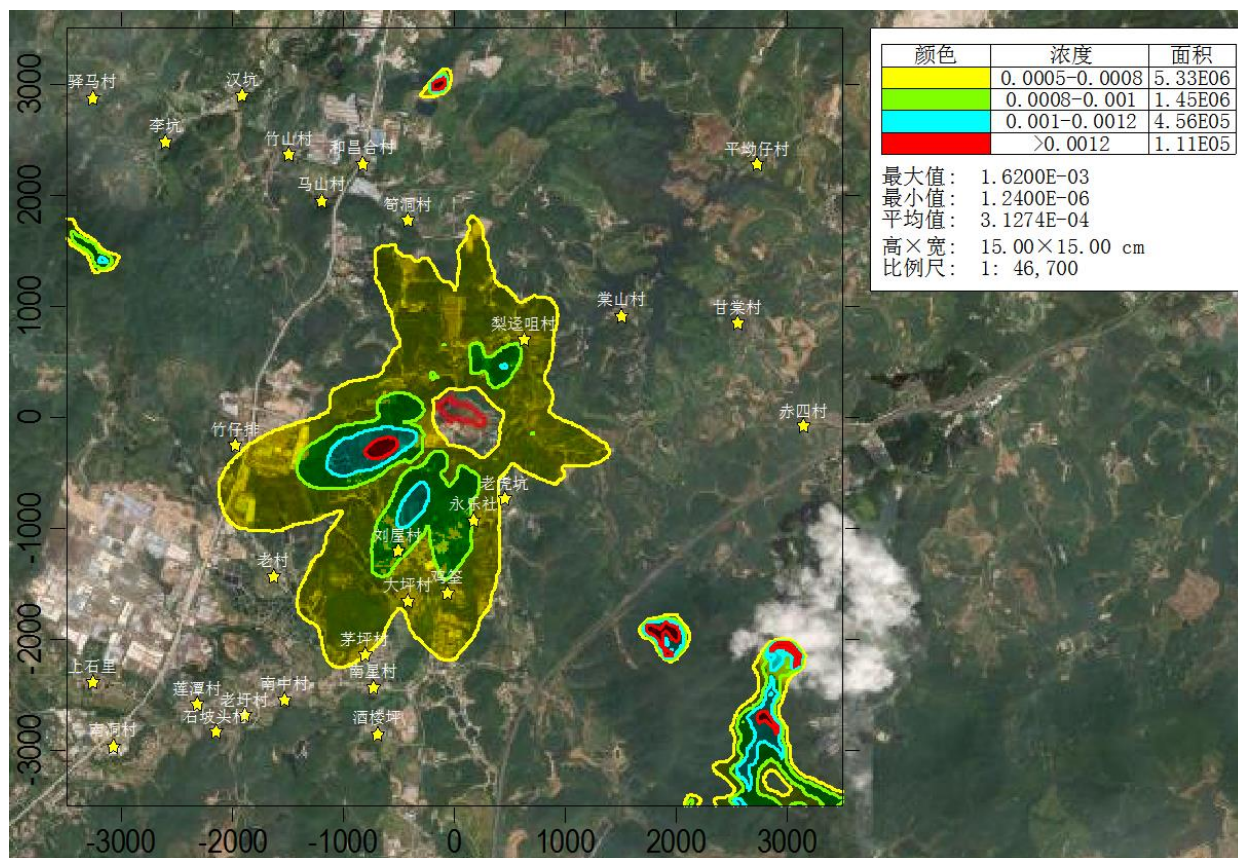 颜色 浓度 面积
0.0005-0.0008 5.33E06
0.0008-0.001 1.45E06
0.001-0.0012 4.56E05
>0.0012 1.11E05
最大值: 1.6200E-03
最小值: 1.2400E-06
平均值: 3.1274E-04
高×宽: 15.00×15.00 cm
比例尺: 1: 46,700
3000
2000
1000
0
-1000
-2000
-3000
驿马村
汉坑
李坑
竹山村
和昌合村
平坳仔村
马山村
筍洞村
棠山村
甘棠村
梨迳咀村
赤四村
竹仔排
老虎坑
永乐社
刘屋村
老村
大坪村
茅坪村
上石里
南星村
莲潭村
南中村
老圩村
石坡头村
酒楼坪
-3000 -2000 -1000 0 1000 2000 3000